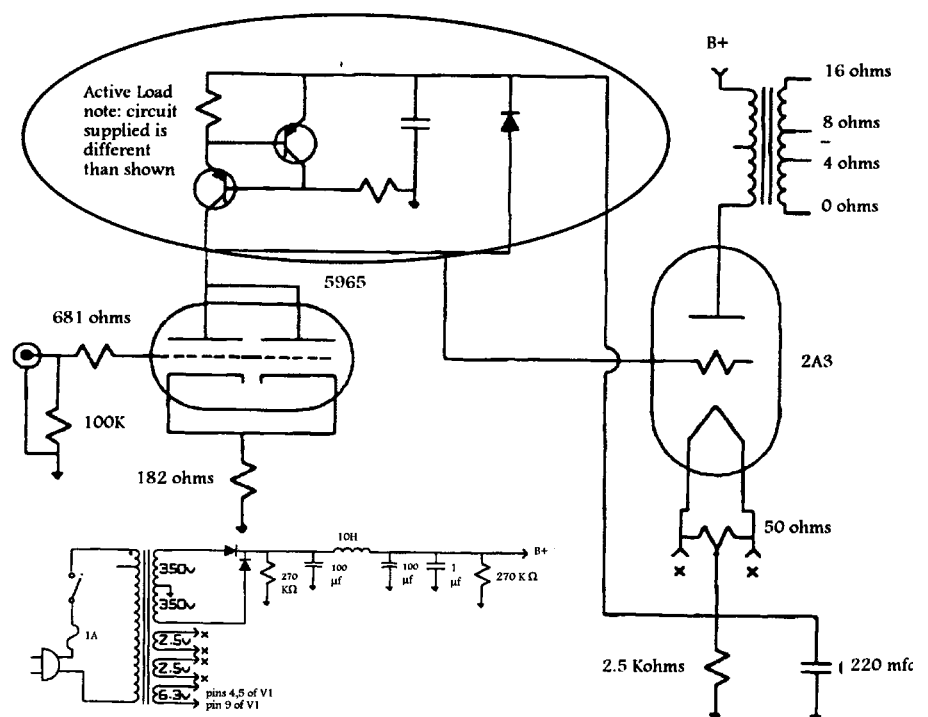 B+
16 ohms
8 ohms
4 ohms
0 ohms
Active Load
note: circuit
supplied is
different
than shown
5965
681 ohms
100K
182 ohms
2A3
50 ohms
x
x
2.5 Kohms
220 mfd
10H
B+
350v
350v
270
KΩ
100
μf
100
μf
1
μf
270 KΩ
1A
2.5v
x
x
2.5v
x
x
6.3v
pins 4,5 of V1
pin 9 of V1